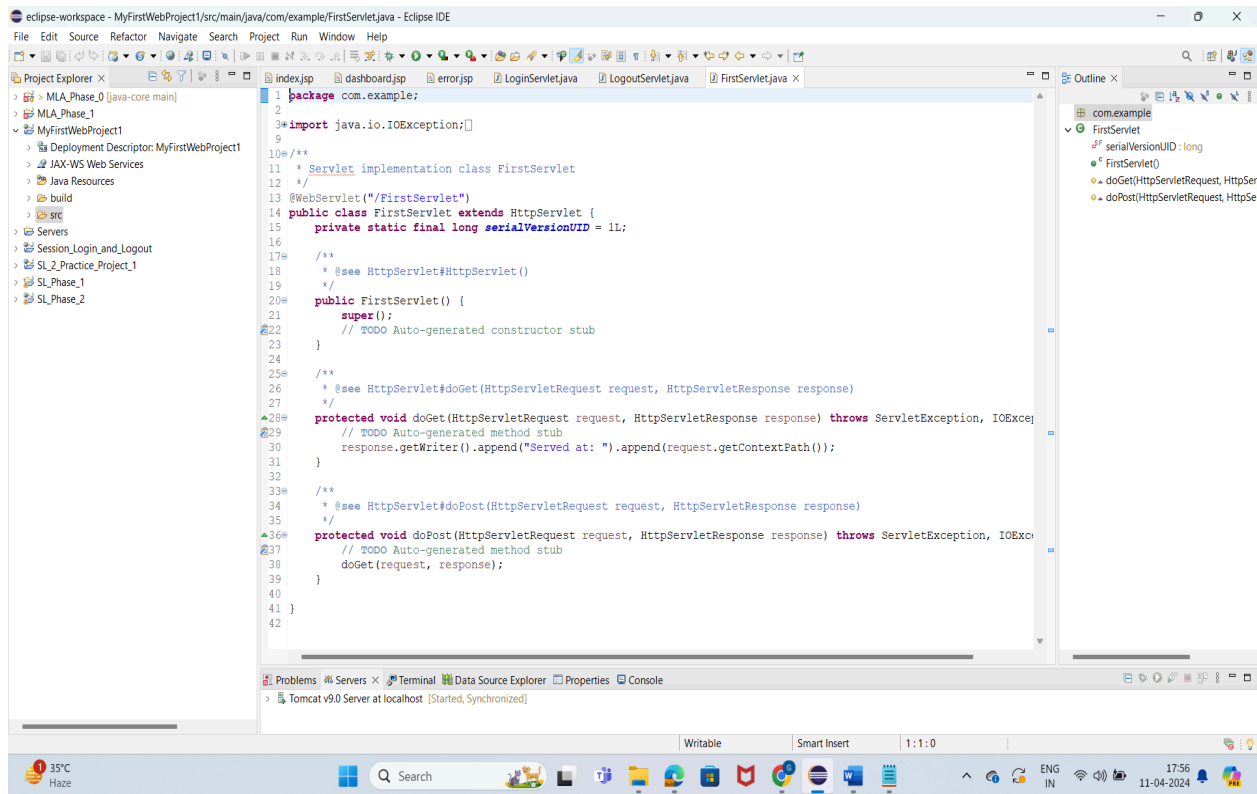 eclipse-workspace - MyFirstWebProject1/src/main/java/com/example/FirstServlet.java - Eclipse IDE
File Edit Source Refactor Navigate Search Project Run Window Help
Project Explorer
> MLA_Phase_0 [java-core main]
MLA_Phase_1
MyFirstWebProject1
Deployment Descriptor: MyFirstWebProject1
JAX-WS Web Services
Java Resources
build
src
Servers
Session_Login_and_Logout
SL_2_Practice_Project_1
SL_Phase_1
SL_Phase_2
index.jsp dashboard.jsp error.jsp LoginServlet.java LogoutServlet.java FirstServlet.java
1 package com.example;
2
3 import java.io.IOException;
9
10 /**
11 * Servlet implementation class FirstServlet
12 */
13 @WebServlet("/FirstServlet")
14 public class FirstServlet extends HttpServlet {
15 private static final long serialVersionUID = 1L;
16
17 /**
18 * @see HttpServlet#HttpServlet()
19 */
20 public FirstServlet() {
21 super();
22 // TODO Auto-generated constructor stub
23 }
24
25 /**
26 * @see HttpServlet#doGet(HttpServletRequest request, HttpServletResponse response)
27 */
28 protected void doGet(HttpServletRequest request, HttpServletResponse response) throws ServletException, IOExcep
29 // TODO Auto-generated method stub
30 response.getWriter().append("Served at: ").append(request.getContextPath());
31 }
32
33 /**
34 * @see HttpServlet#doPost(HttpServletRequest request, HttpServletResponse response)
35 */
36 protected void doPost(HttpServletRequest request, HttpServletResponse response) throws ServletException, IOExce
37 // TODO Auto-generated method stub
38 doGet(request, response);
39 }
40
41 }
42
Outline
com.example
FirstServlet
serialVersionUID : long
FirstServlet()
doGet(HttpServletRequest, HttpSer
doPost(HttpServletRequest, HttpSe
Problems Servers Terminal Data Source Explorer Properties Console
Tomcat v9.0 Server at localhost [Started, Synchronized]
Writable Smart Insert 1 : 1 : 0
1 35°C
Haze
Search
ENG
IN
17:56
11-04-2024
PRE